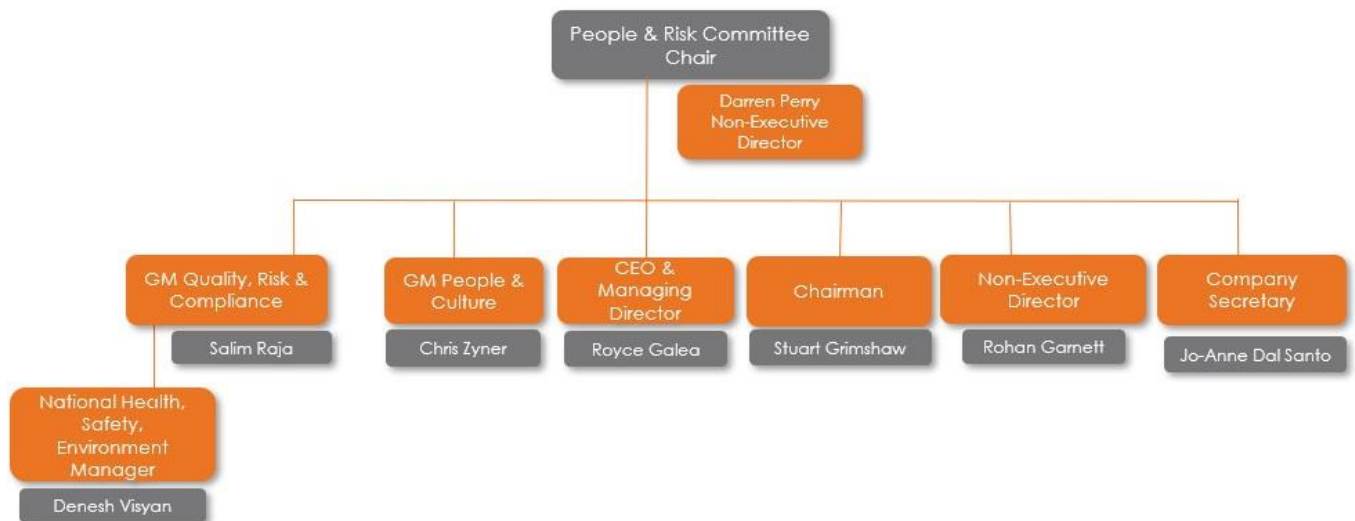 People & Risk Committee
Chair
Darren Perry
Non-Executive
Director
GM Quality, Risk &
Compliance
Salim Raja
GM People &
Culture
Chris Zyner
CEO &
Managing
Director
Royce Galea
Chairman
Stuart Grimshaw
Non-Executive
Director
Rohan Garnett
Company
Secretary
Jo-Anne Dal Santo
National Health,
Safety,
Environment
Manager
Denesh Visyan